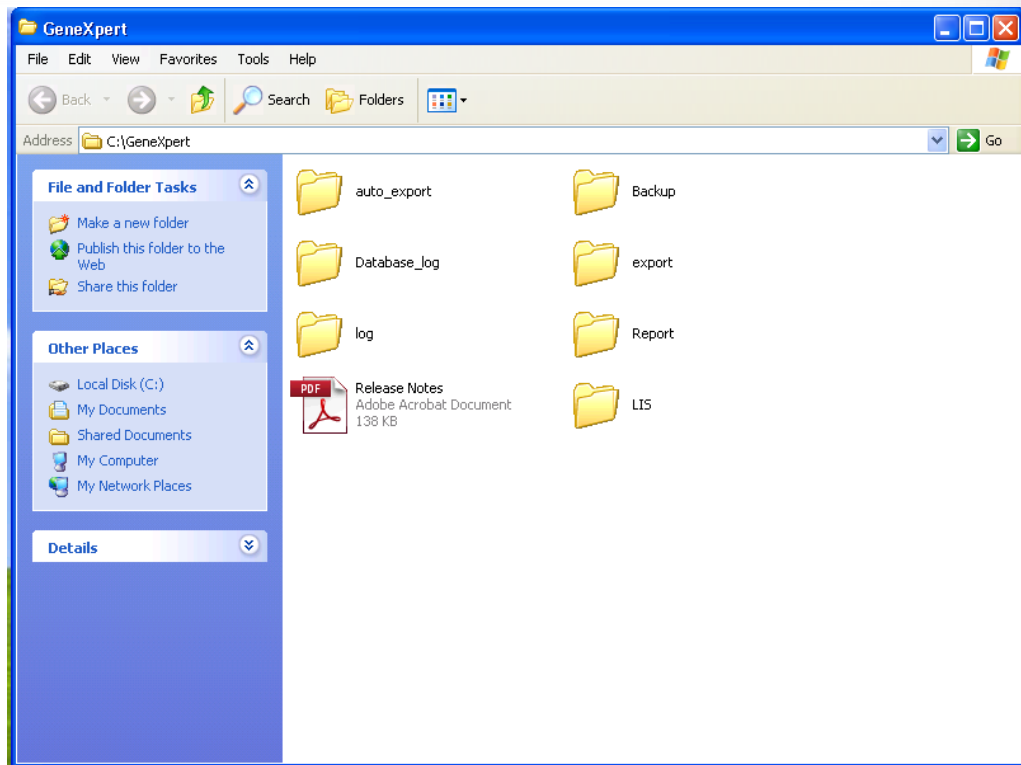 GeneXpert
File Edit View Favorites Tools Help
Back Search Folders
Address C:\GeneXpert Go
File and Folder Tasks
Make a new folder
Publish this folder to the
Web
Share this folder
Other Places
Local Disk (C:)
My Documents
Shared Documents
My Computer
My Network Places
Details
auto_export Backup
Database_log export
log Report
PDF Release Notes
Adobe Acrobat Document
138 KB
LIS